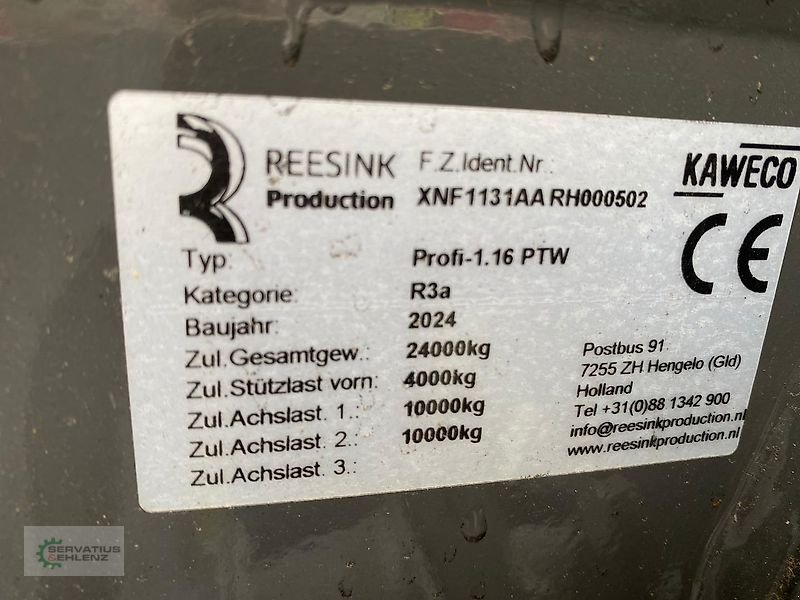 REESINK
Production
F.Z.Ident.Nr.:
XNF1131AARH000502
KAWECO
CE
Typ:
Profi-1.16 PTW
Kategorie:
R3a
Baujahr:
2024
Zul.Gesamtgew.:
24000kg
Zul.Stützlast vorn:
4000kg
Zul.Achslast. 1.:
10000kg
Zul.Achslast. 2.:
10000kg
Zul.Achslast. 3.:
Postbus 91
7255 ZH Hengelo (Gld)
Holland
Tel +31(0)88 1342 900
info@reesinkproduction.nl
www.reesinkproduction.nl
SERVATIUS
&EHLENZ